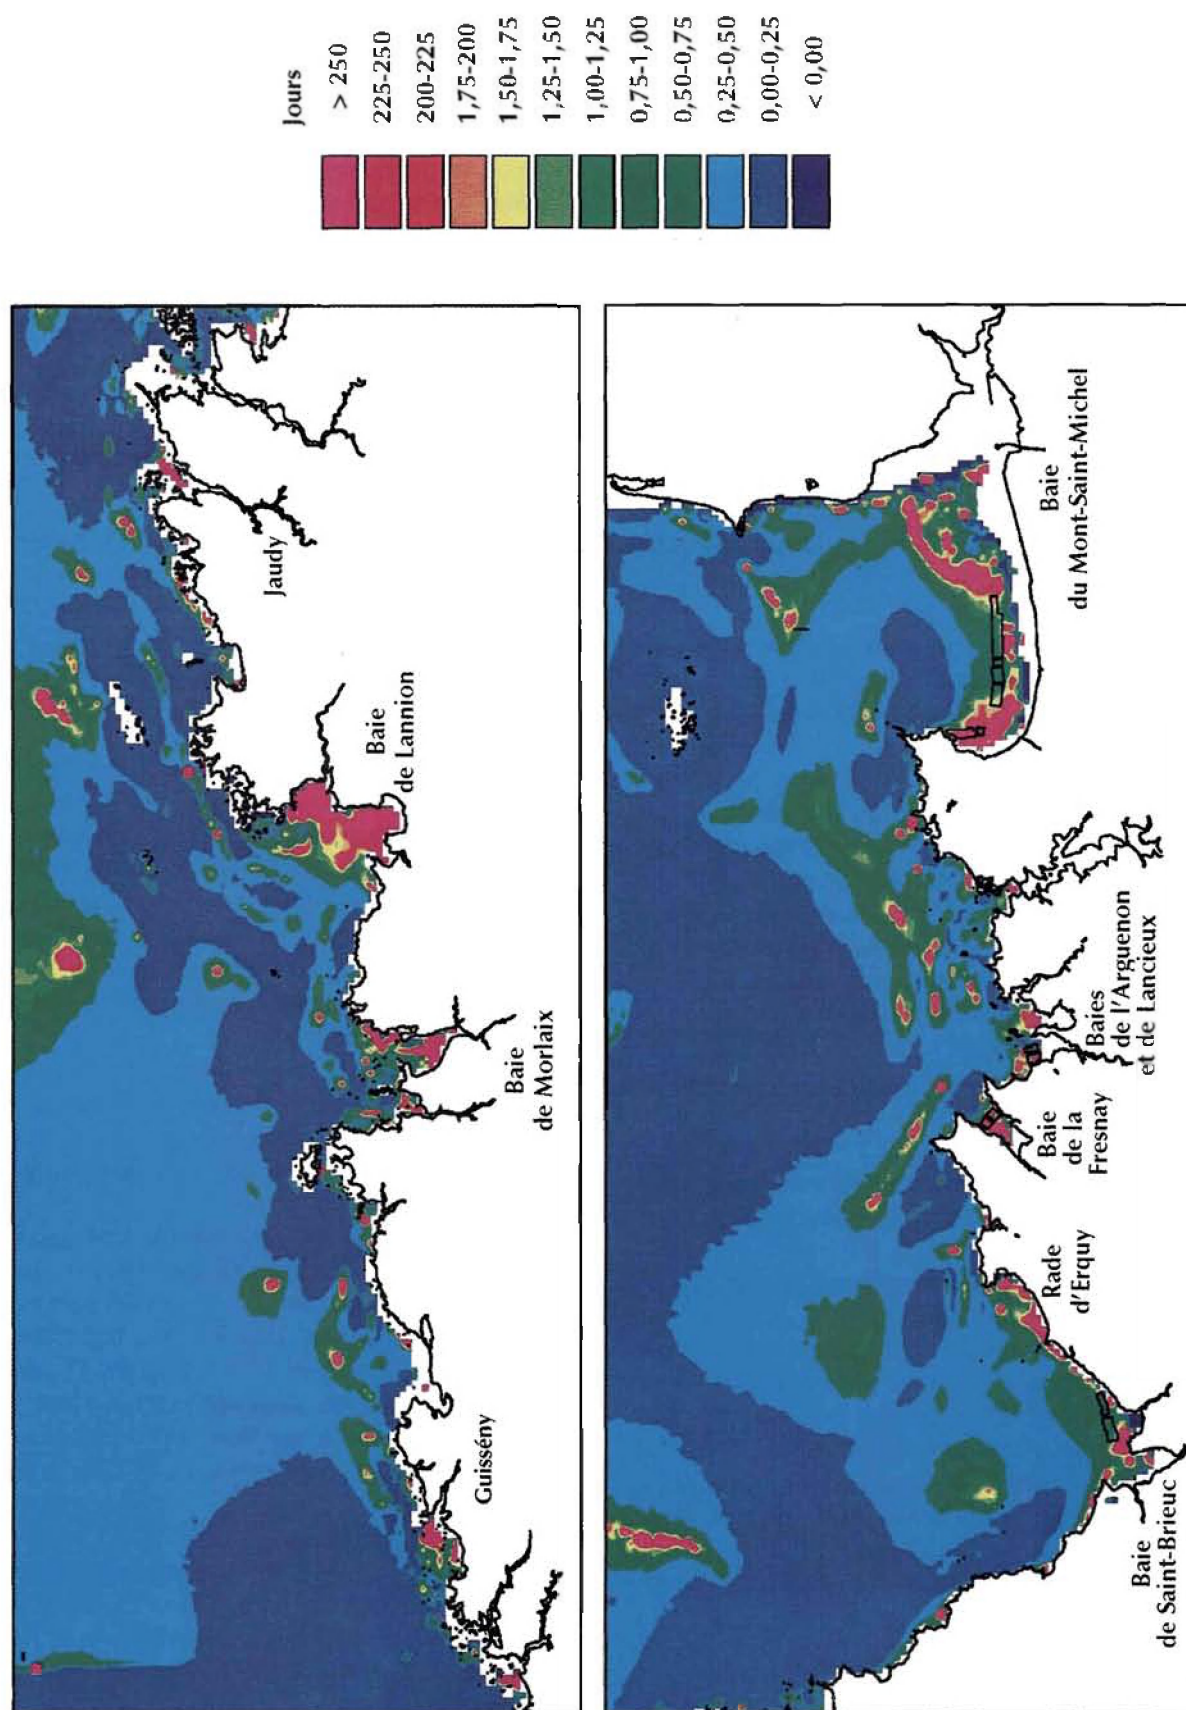 Jours
> 250
225-250
200-225
1,75-200
1,50-1,75
1,25-1,50
1,00-1,25
0,75-1,00
0,50-0,75
0,25-0,50
0,00-0,25
< 0,00
Guissény
Baie
de Morlaix
Baie
de Lannion
Jaudy
Baie
de Saint-Brieuc
Rade
d'Erquy
Baie
de la
Fresnay
Baies
de l'Arguenon
et de Lancieux
Baie
du Mont-Saint-Michel